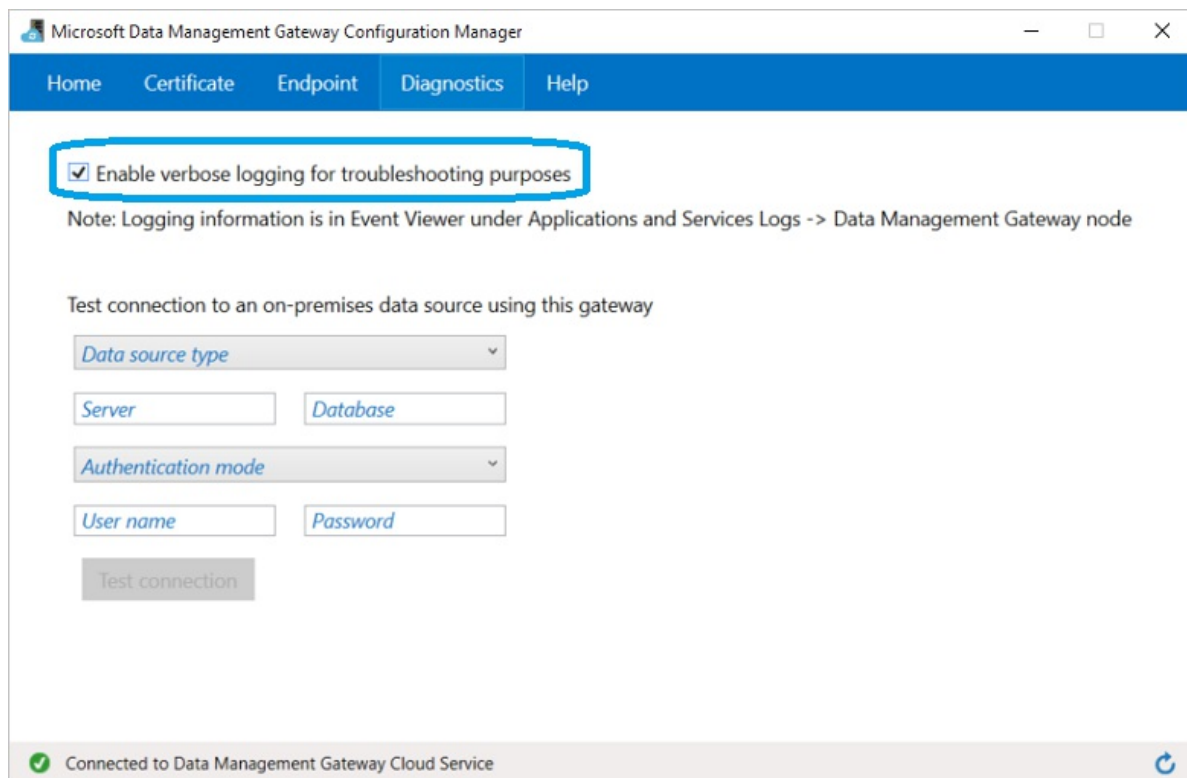 Microsoft Data Management Gateway Configuration Manager
Home Certificate Endpoint Diagnostics Help
Enable verbose logging for troubleshooting purposes
Note: Logging information is in Event Viewer under Applications and Services Logs -> Data Management Gateway node
Test connection to an on-premises data source using this gateway
Data source type
Server Database
Authentication mode
User name Password
Test connection
Connected to Data Management Gateway Cloud Service